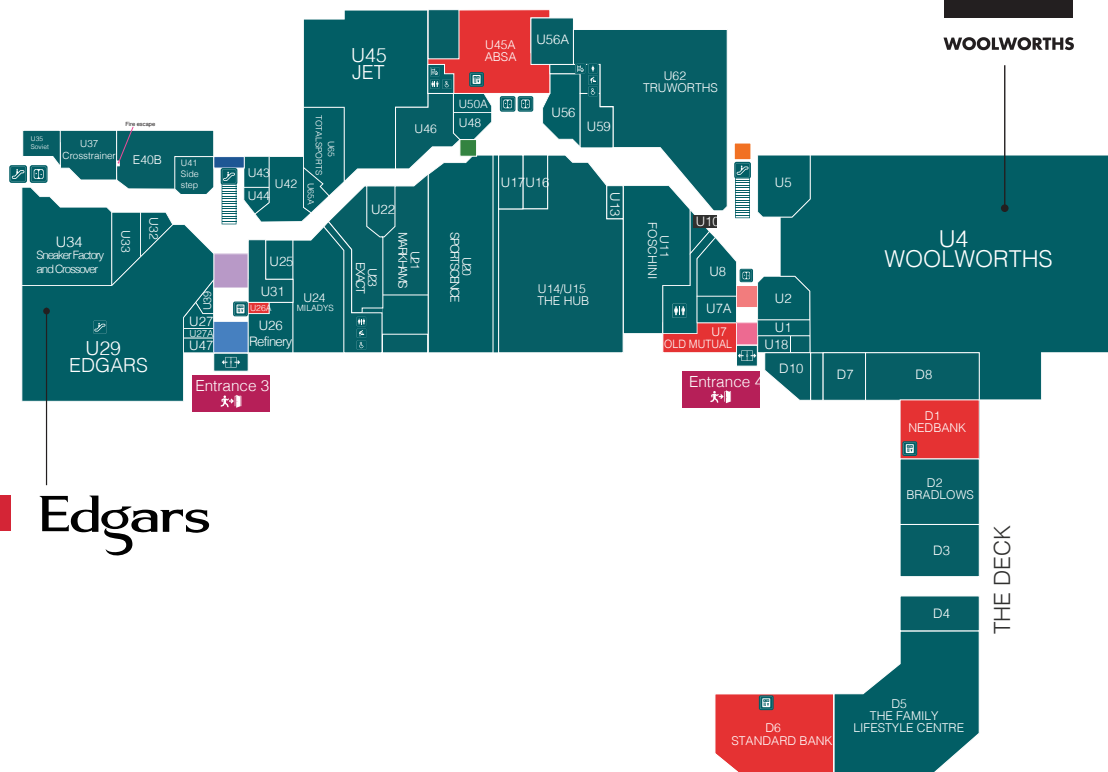 WOOLWORTHS
U45
JET
U45A
ABSA
U56A
U62
TRUWORTHS
U50A
U48
U46
U56
U59
Fire escape
U35
Soviet
U37
Crosstrainer
E40B
U41
Side
step
U43
U44
U42
U65
TOTALSPORTS
U65A
U5
U4
WOOLWORTHS
U17
U16
U13
U10
U22
U21
MARKHAMS
U20
SPORTSCENE
U23
EXACT
U11
FOSCHINI
U34
Sneaker Factory
and Crossover
U33
U32
U25
U31
U24
MILADYS
U14/U15
THE HUB
U8
U7A
U7
OLD MUTUAL
U2
U1
U18
U39
U27
U27A
U47
U26A
U26
Refinery
U29
EDGARS
Entrance 3
Entrance 4
D10
D7
D8
D1
NEDBANK
D2
BRADLOWS
D3
D4
THE DECK
D5
THE FAMILY
LIFESTYLE CENTRE
D6
STANDARD BANK
Edgars